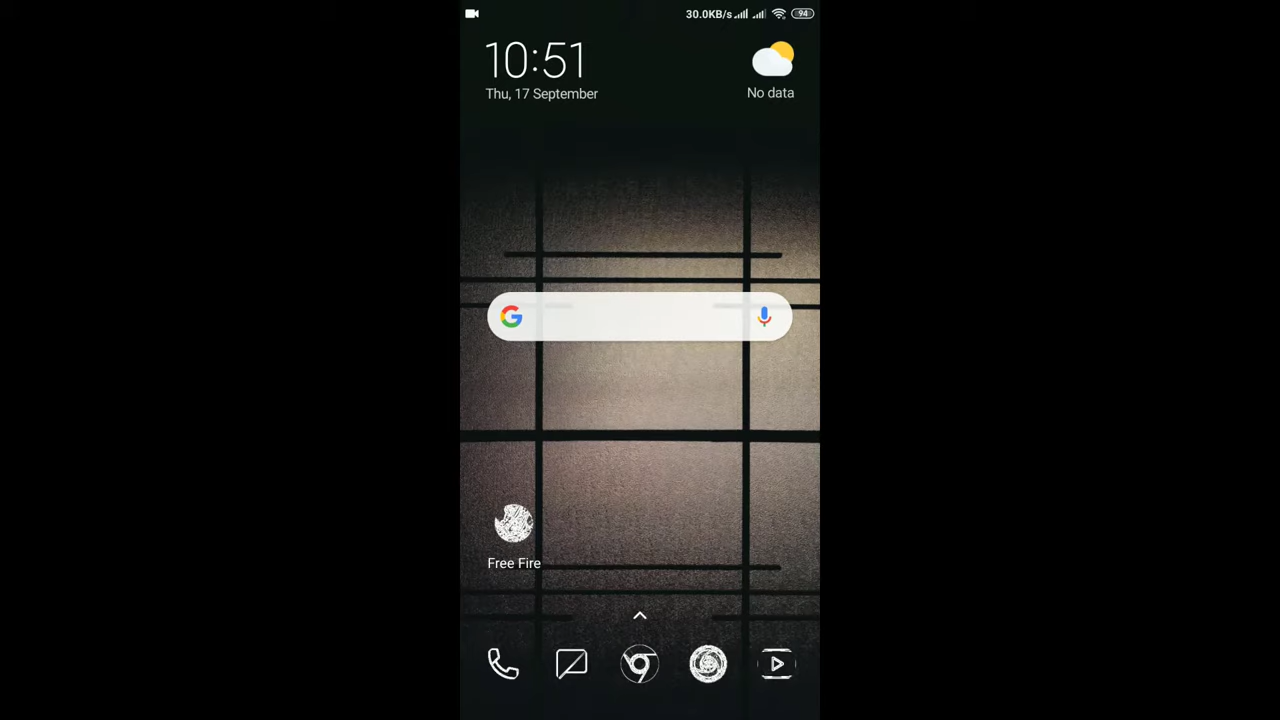 30.0KB/s 94
10:51
Thu, 17 September
No data
Free Fire